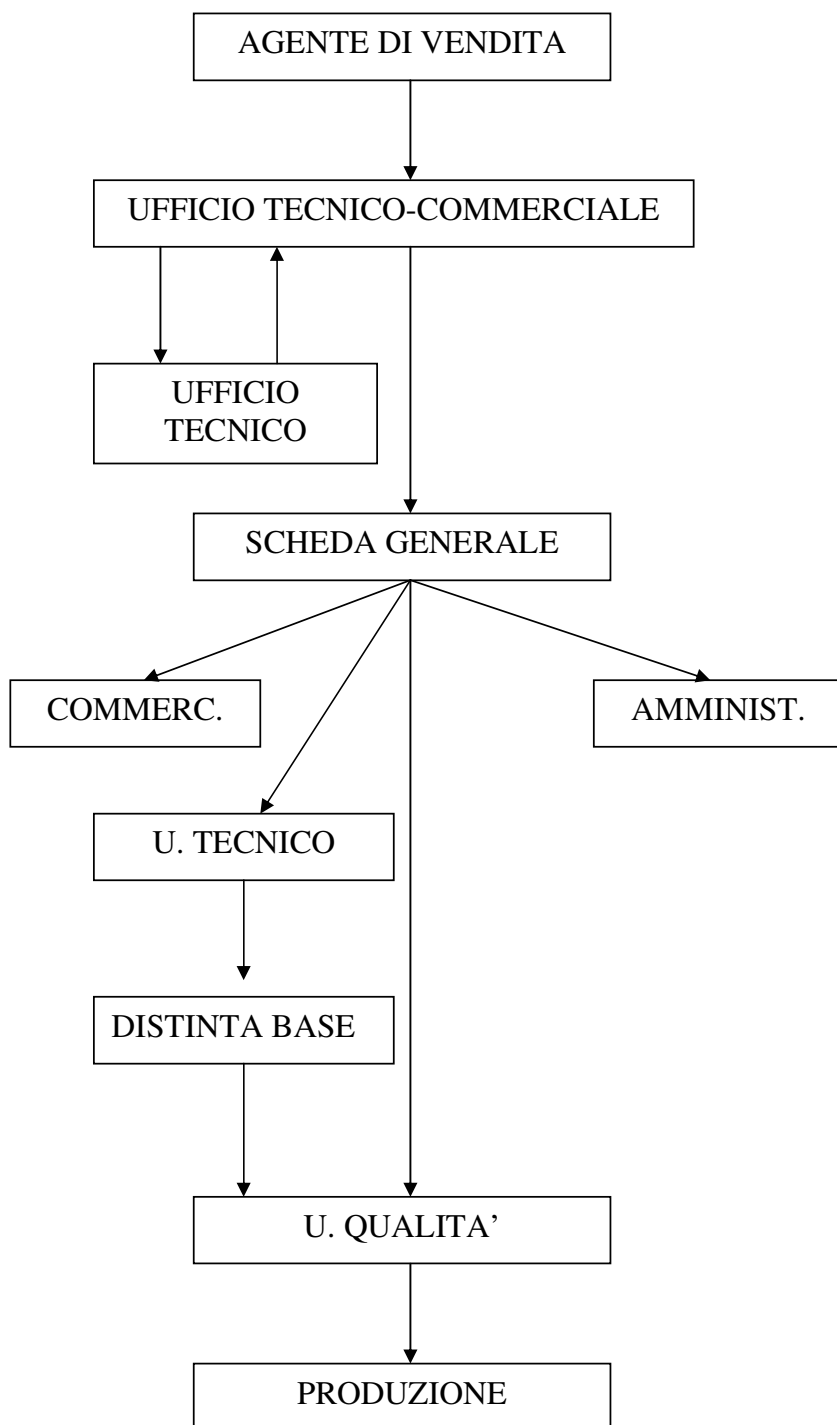 AGENTE DI VENDITA
UFFICIO TECNICO-COMMERCIALE
UFFICIO
TECNICO
SCHEDA GENERALE
COMMERC.
AMMINIST.
U. TECNICO
DISTINTA BASE
U. QUALITA’
PRODUZIONE